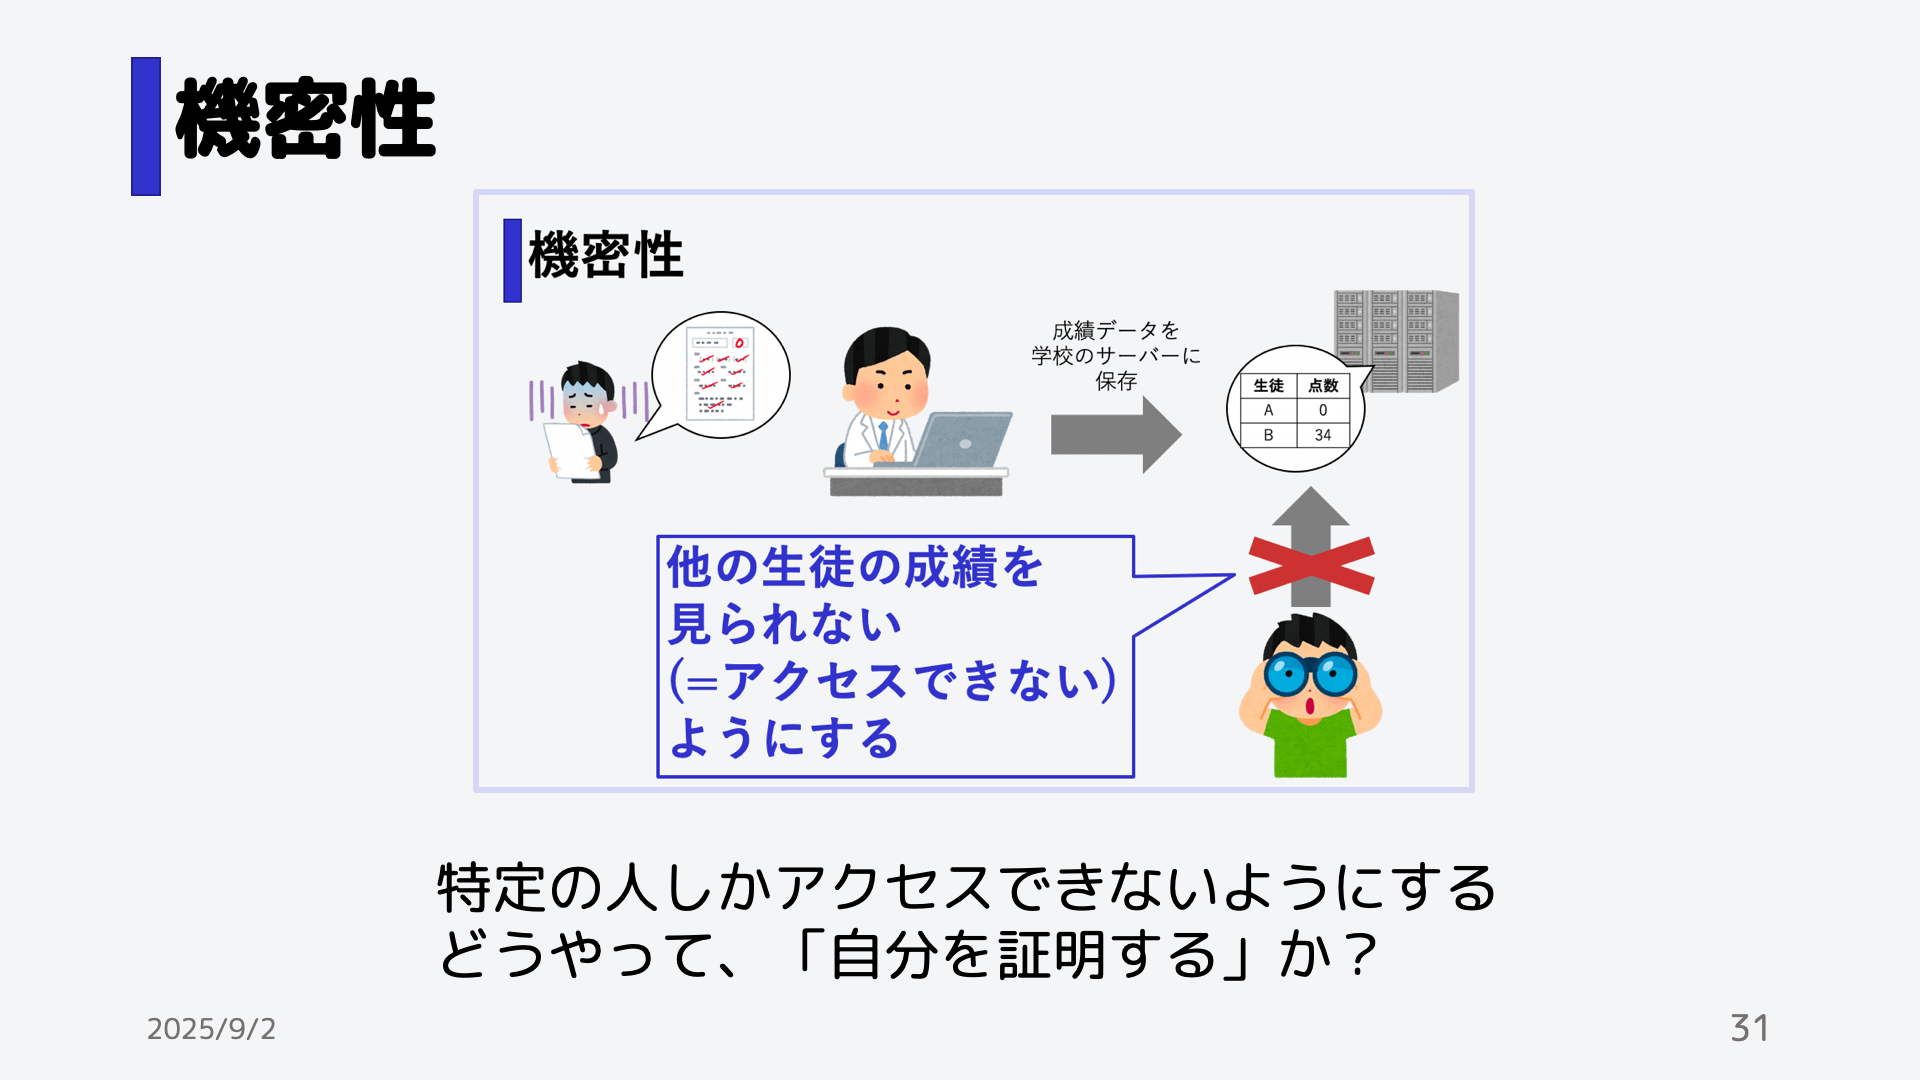 機密性
機密性
0
成績データを
学校のサーバーに
保存
生徒 点数
A 0
B 34
他の生徒の成績を
見られない
(=アクセスできない)
ようにする
特定の人しかアクセスできないようにする
どうやって、「自分を証明する」か？
2025/9/2
31